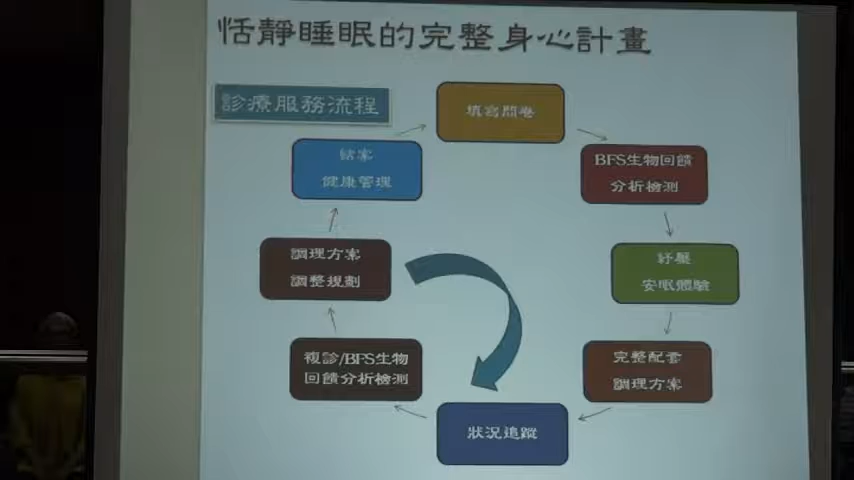 恬靜睡眠的完整身心計畫
診療服務流程
填寫問卷
BFS生物回饋
分析檢測
紓壓
安眠體驗
完整配套
調理方案
狀況追蹤
複診/BFS生物
回饋分析檢測
調理方案
調整規劃
結案
健康管理